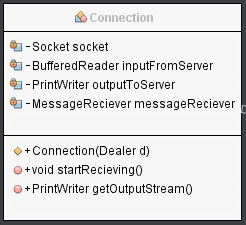 Connection
- Socket socket
- BufferedReader inputFromServer
- PrintWriter outputToServer
- MessageReciever messageReciever
+ Connection(Dealer d)
+ void startRecieving()
+ PrintWriter getOutputStream()